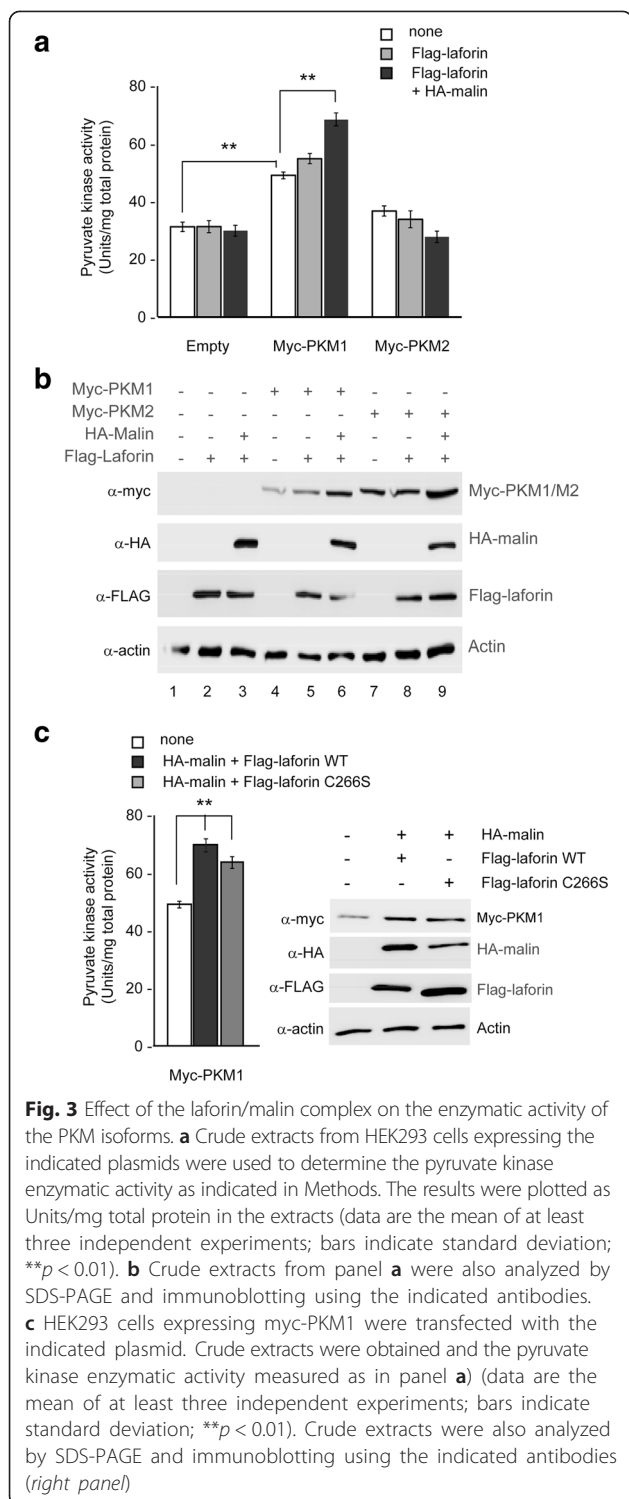 a
none
Flag-laforin
Flag-laforin
+ HA-malin
**
**
Pyruvate kinase activity
(Units/mg total protein)
80
60
40
20
0
Empty Myc-PKM1 Myc-PKM2
b
Myc-PKM1 - - - + + + - - -
Myc-PKM2 - - - - - - + + +
HA-Malin - - + - - + - - +
Flag-Laforin - + + - + + - + +
α-myc Myc-PKM1/M2
α-HA HA-malin
α-FLAG Flag-laforin
α-actin Actin
1 2 3 4 5 6 7 8 9
c
none
HA-malin + Flag-laforin WT
HA-malin + Flag-laforin C266S
**
Pyruvate kinase activity
(Units/mg total protein)
80
60
40
20
0
Myc-PKM1
- + + HA-malin
- + - Flag-laforin WT
- - + Flag-laforin C266S
α-myc Myc-PKM1
α-HA HA-malin
α-FLAG Flag-laforin
α-actin Actin
Fig. 3 Effect of the laforin/malin complex on the enzymatic activity of
the PKM isoforms. a Crude extracts from HEK293 cells expressing the
indicated plasmids were used to determine the pyruvate kinase
enzymatic activity as indicated in Methods. The results were plotted as
Units/mg total protein in the extracts (data are the mean of at least
three independent experiments; bars indicate standard deviation;
**p < 0.01). b Crude extracts from panel a were also analyzed by
SDS-PAGE and immunoblotting using the indicated antibodies.
c HEK293 cells expressing myc-PKM1 were transfected with the
indicated plasmid. Crude extracts were obtained and the pyruvate
kinase enzymatic activity measured as in panel a) (data are the
mean of at least three independent experiments; bars indicate
standard deviation; **p < 0.01). Crude extracts were also analyzed
by SDS-PAGE and immunoblotting using the indicated antibodies
(right panel)